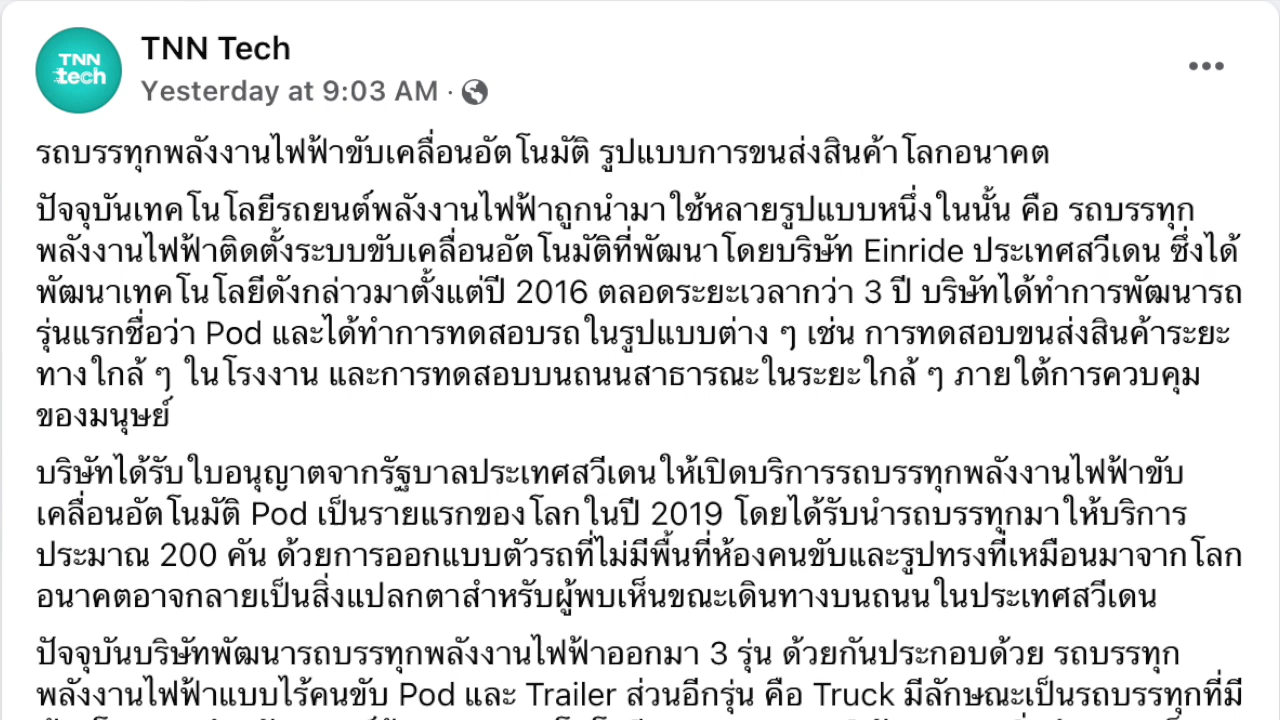 TNN
tech
TNN Tech
Yesterday at 9:03 AM ·
รถบรรทุกพลังงานไฟฟ้าขับเคลื่อนอัตโนมัติ รูปแบบการขนส่งสินค้าโลกอนาคต
ปัจจุบันเทคโนโลยีรถยนต์พลังงานไฟฟ้าถูกนำมาใช้หลายรูปแบบหนึ่งในนั้น คือ รถบรรทุก
พลังงานไฟฟ้าติดตั้งระบบขับเคลื่อนอัตโนมัติที่พัฒนาโดยบริษัท Einride ประเทศสวีเดน ซึ่งได้
พัฒนาเทคโนโลยีดังกล่าวมาตั้งแต่ปี 2016 ตลอดระยะเวลากว่า 3 ปี บริษัทได้ทำการพัฒนารถ
รุ่นแรกชื่อว่า Pod และได้ทำการทดสอบรถในรูปแบบต่าง ๆ เช่น การทดสอบขนส่งสินค้าระยะ
ทางใกล้ ๆ ในโรงงาน และการทดสอบบนถนนสาธารณะในระยะใกล้ ๆ ภายใต้การควบคุม
ของมนุษย์
บริษัทได้รับใบอนุญาตจากรัฐบาลประเทศสวีเดนให้เปิดบริการรถบรรทุกพลังงานไฟฟ้าขับ
เคลื่อนอัตโนมัติ Pod เป็นรายแรกของโลกในปี 2019 โดยได้รับนำรถบรรทุกมาให้บริการ
ประมาณ 200 คัน ด้วยการออกแบบตัวรถที่ไม่มีพื้นที่ห้องคนขับและรูปทรงที่เหมือนมาจากโลก
อนาคตอาจกลายเป็นสิ่งแปลกตาสำหรับผู้พบเห็นขณะเดินทางบนถนนในประเทศสวีเดน
ปัจจุบันบริษัทพัฒนารถบรรทุกพลังงานไฟฟ้าออกมา 3 รุ่น ด้วยกันประกอบด้วย รถบรรทุก
พลังงานไฟฟ้าแบบไร้คนขับ Pod และ Trailer ส่วนอีกรุ่น คือ Truck มีลักษณะเป็นรถบรรทุกที่มี